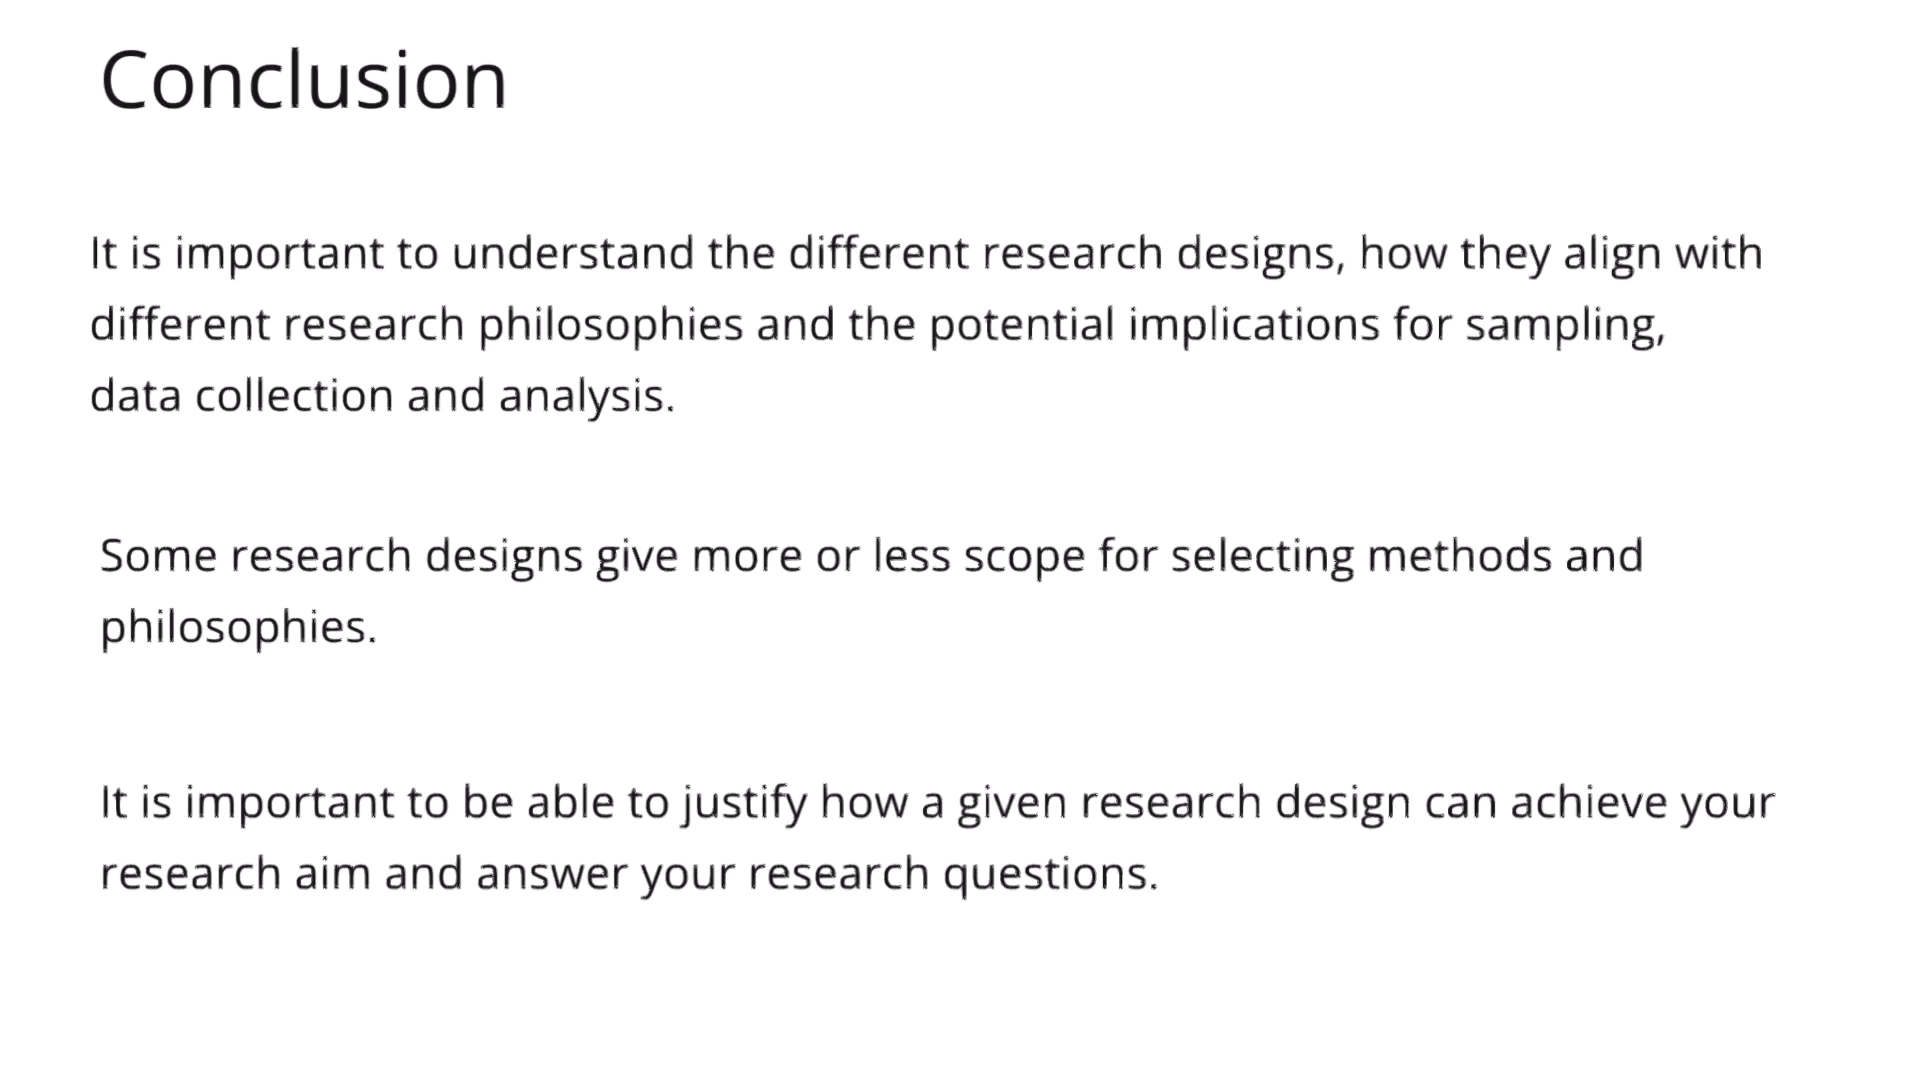 Conclusion
It is important to understand the different research designs, how they align with
different research philosophies and the potential implications for sampling,
data collection and analysis.
Some research designs give more or less scope for selecting methods and
philosophies.
It is important to be able to justify how a given research design can achieve your
research aim and answer your research questions.